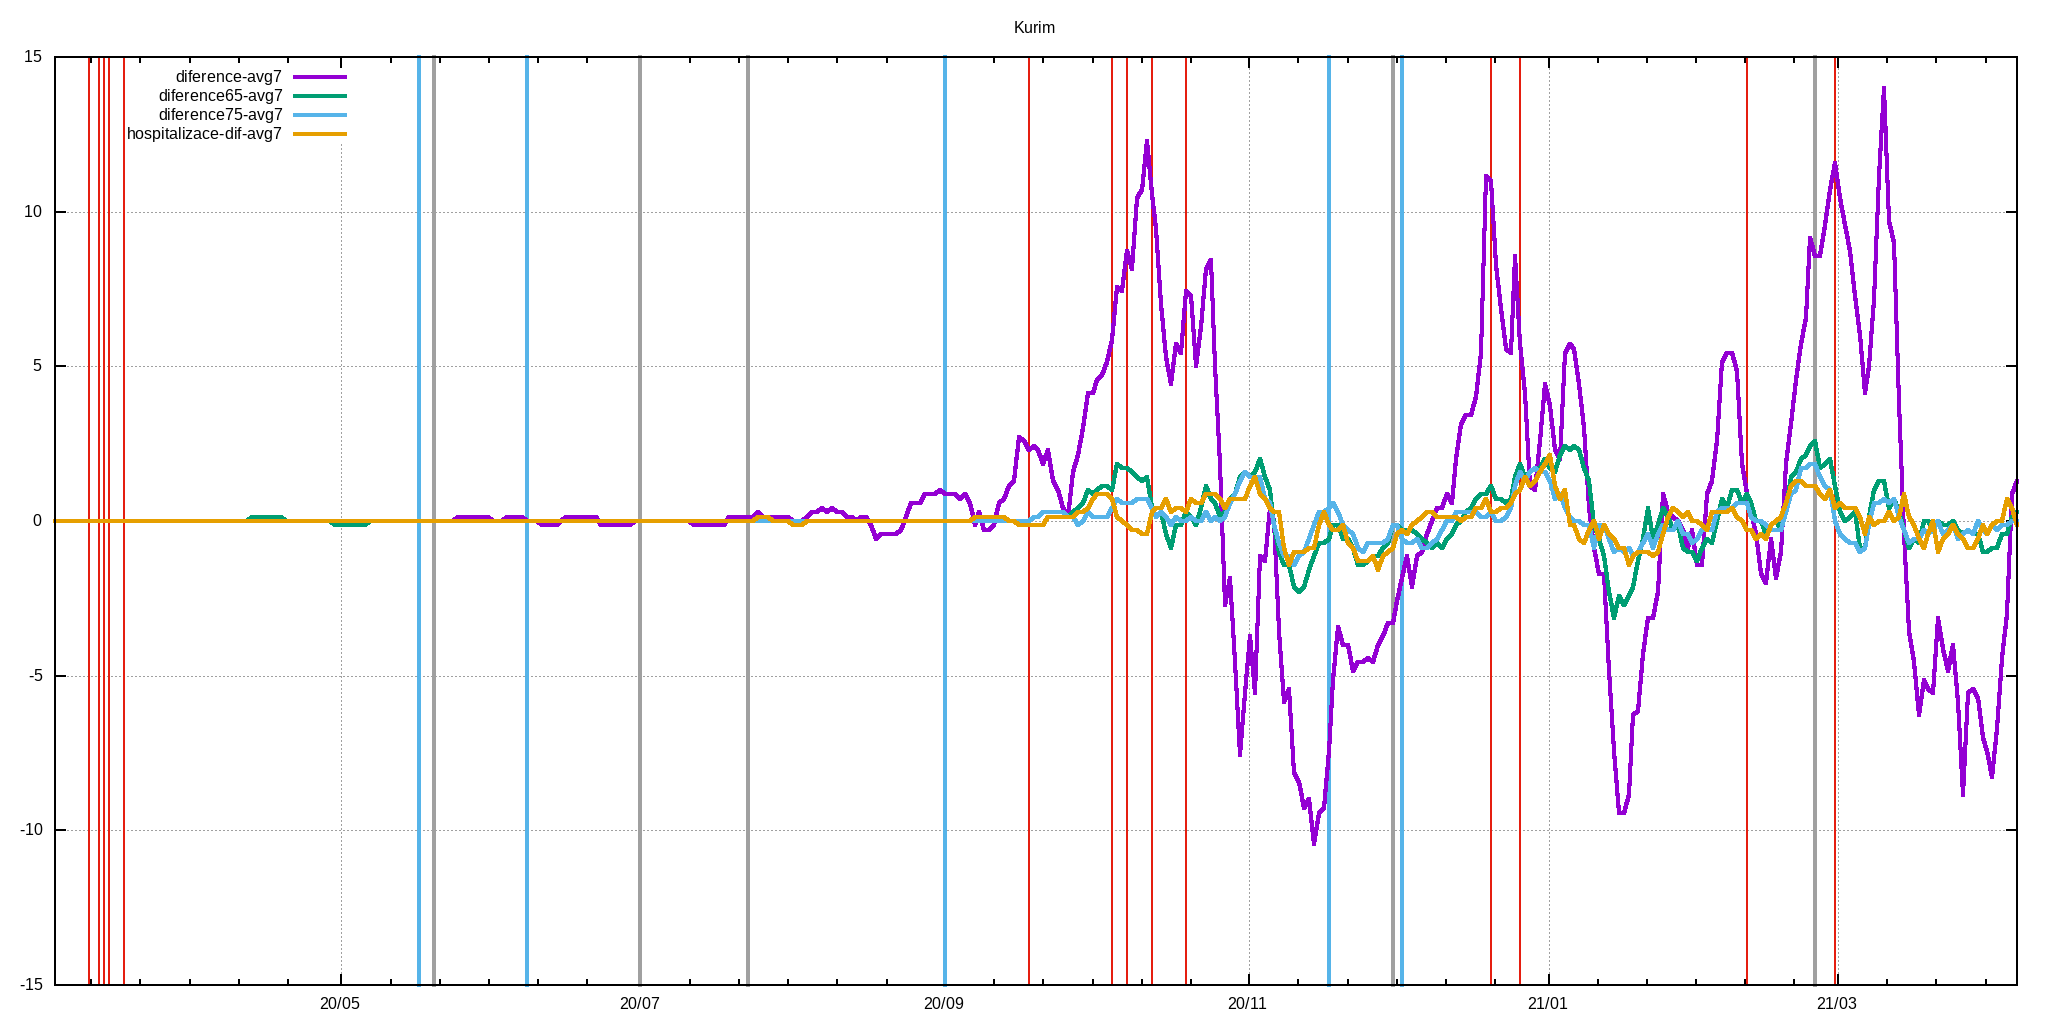 Kurim
15
diference-avg7
diference65-avg7
diference75-avg7
hospitalizace-dif-avg7
10
5
0
-5
-10
-15
20/05 20/07 20/09 20/11 21/01 21/03